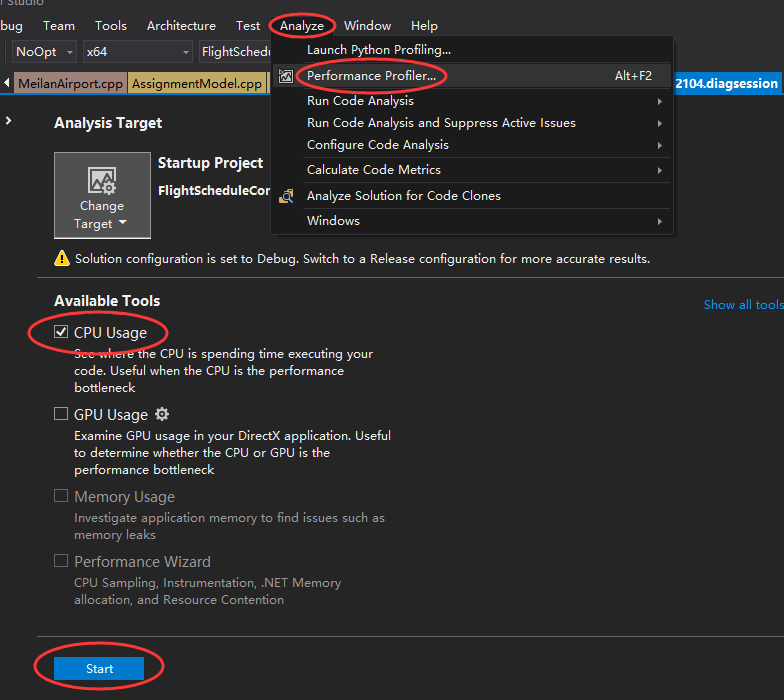 Studio
bug Team Tools Architecture Test Analyze Window Help
NoOpt x64 FlightSchedu
Launch Python Profiling...
Performance Profiler... Alt+F2
MeilanAirport.cpp AssignmentModel.cpp 2104.diagsession
Run Code Analysis
Run Code Analysis and Suppress Active Issues
Configure Code Analysis
Calculate Code Metrics
Analyze Solution for Code Clones
Windows
Analysis Target
Change
Target
Startup Project
FlightScheduleCor
Solution configuration is set to Debug. Switch to a Release configuration for more accurate results.
Available Tools
Show all tools
CPU Usage
See where the CPU is spending time executing your
code. Useful when the CPU is the performance
bottleneck
GPU Usage
Examine GPU usage in your DirectX application. Useful
to determine whether the CPU or GPU is the
performance bottleneck
Memory Usage
Investigate application memory to find issues such as
memory leaks
Performance Wizard
CPU Sampling, Instrumentation, .NET Memory
allocation, and Resource Contention
Start